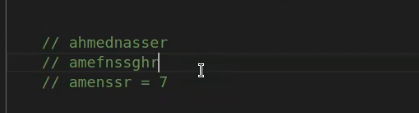 // ahmednasser
// amefnssghr
// amenssr = 7